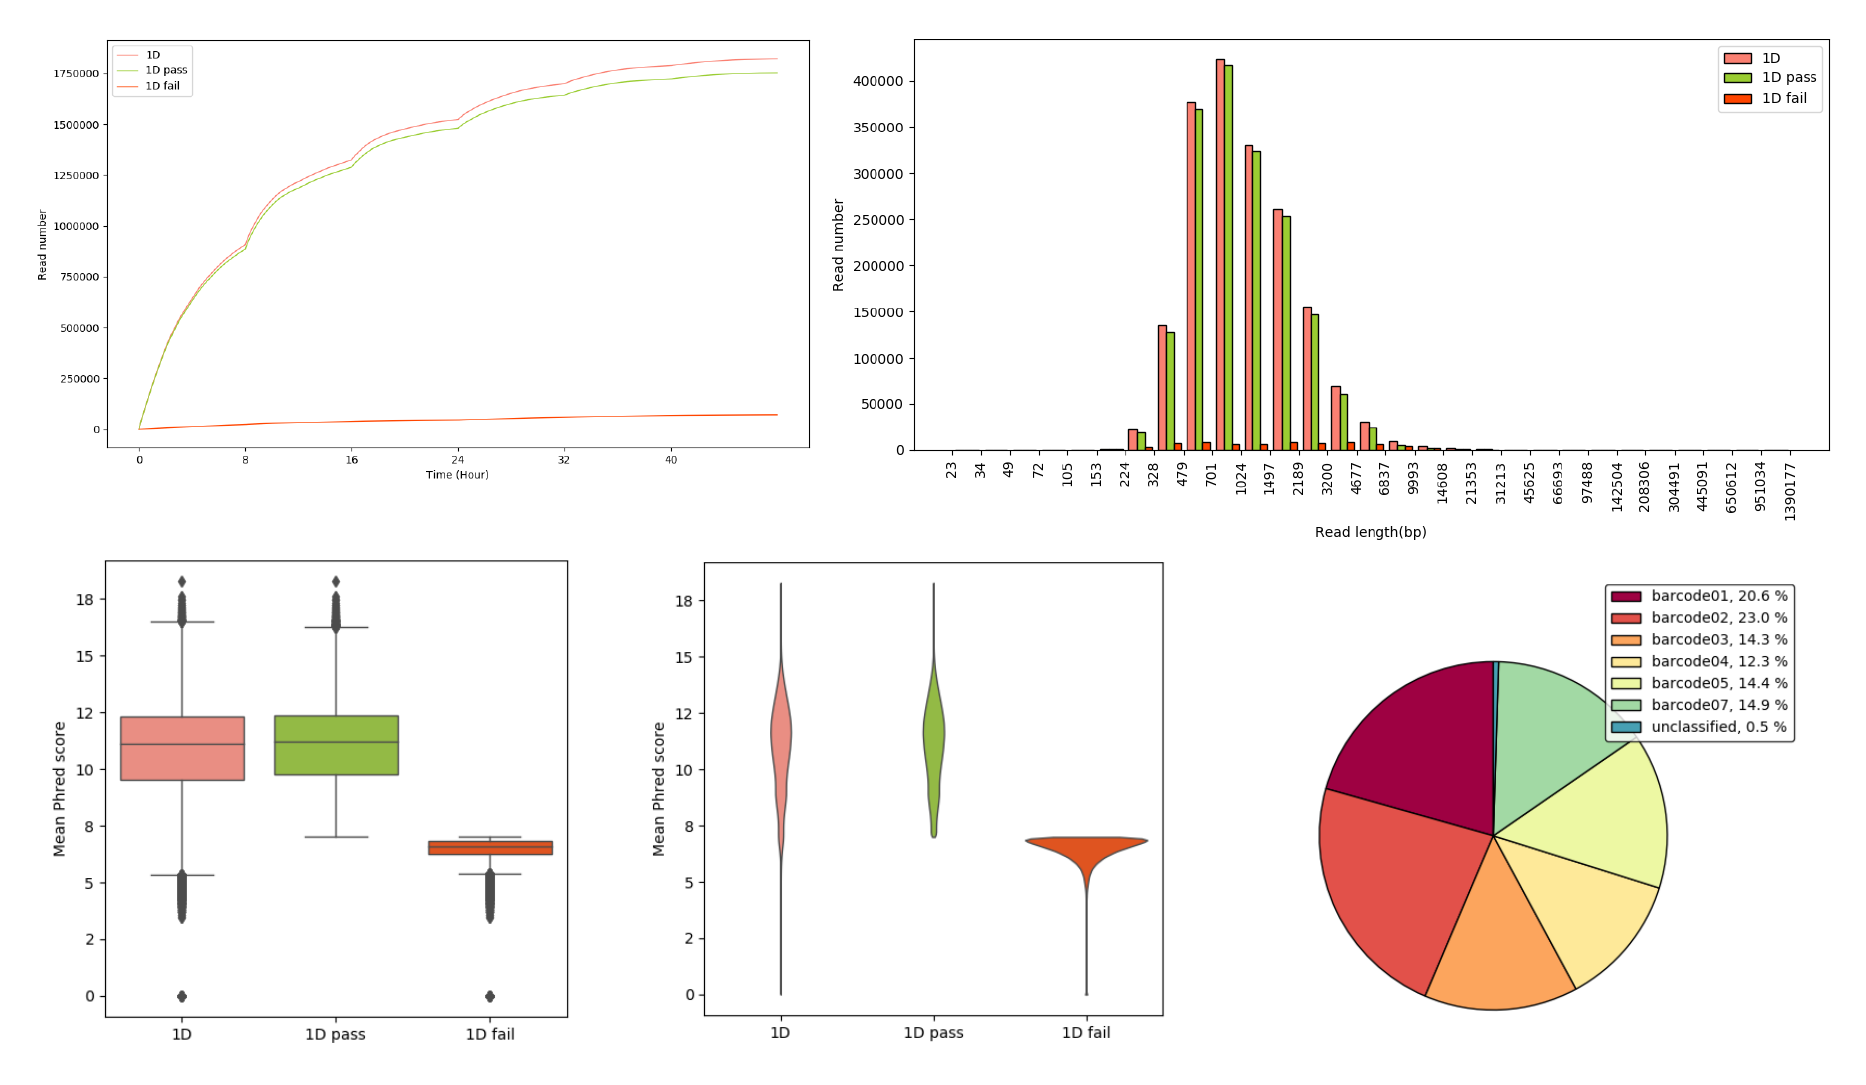 1D
1D pass
1D fail
1750000
1500000
1250000
1000000
750000
500000
250000
0
Read number
0 8 16 24 32 40
Time (Hour)
1D
1D pass
1D fail
400000
350000
300000
250000
200000
150000
100000
50000
0
Read number
23 34 49 72 105 153 224 328 479 701 1024 1497 2189 3200 4677 6837 9993 14608 21353 31213 45625 66693 97488 142504 208306 304491 445091 650612 951034 1390177
Read length(bp)
18
15
12
10
8
5
2
0
Mean Phred score
1D 1D pass 1D fail
18
15
12
10
8
5
2
0
Mean Phred score
1D 1D pass 1D fail
barcode01, 20.6 %
barcode02, 23.0 %
barcode03, 14.3 %
barcode04, 12.3 %
barcode05, 14.4 %
barcode07, 14.9 %
unclassified, 0.5 %